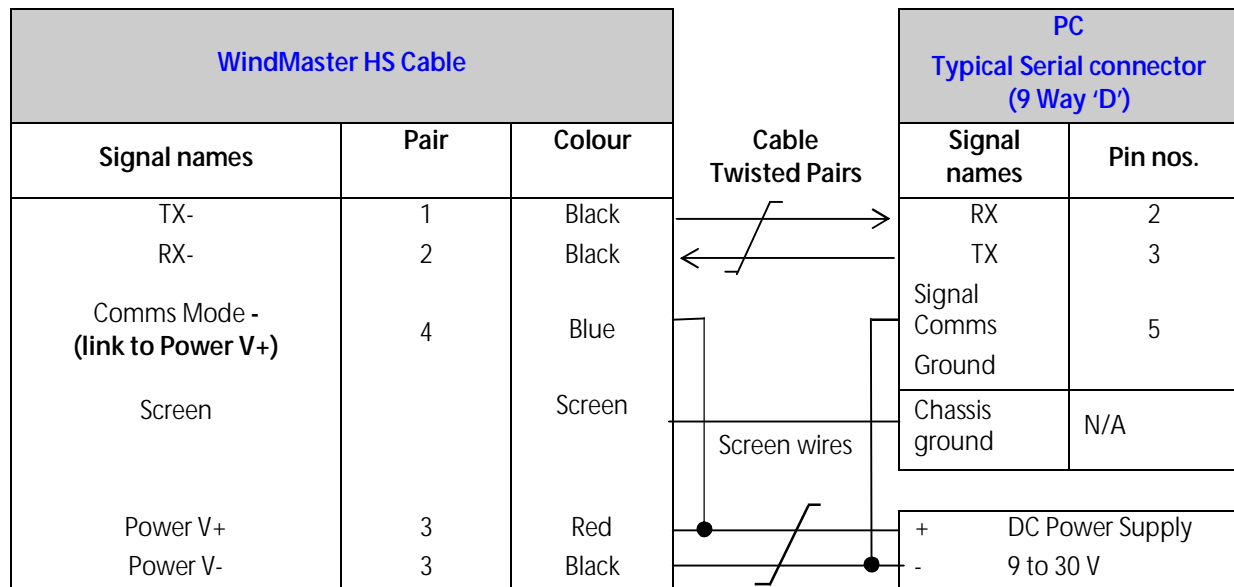 WindMaster HS Cable
PC
Typical Serial connector
(9 Way ‘D’)
Signal names Pair Colour
Cable
Twisted Pairs
Signal
names
Pin nos.
TX- 1 Black RX 2
RX- 2 Black TX 3
Comms Mode -
(link to Power V+)
4 Blue
Signal
Comms
Ground
5
Screen Screen
Screen wires
Chassis
ground
N/A
Power V+ 3 Red + DC Power Supply
Power V- 3 Black - 9 to 30 V